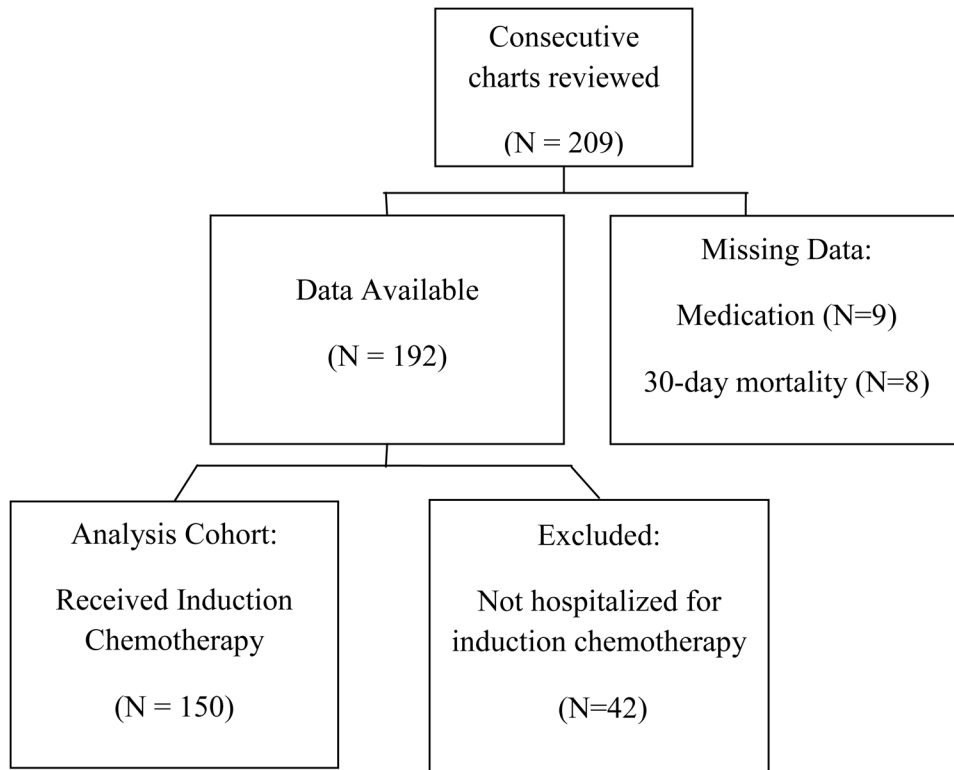 Consecutive
charts reviewed
(N = 209)
Data Available
(N = 192)
Missing Data:
Medication (N=9)
30-day mortality (N=8)
Analysis Cohort:
Received Induction
Chemotherapy
(N = 150)
Excluded:
Not hospitalized for
induction chemotherapy
(N=42)